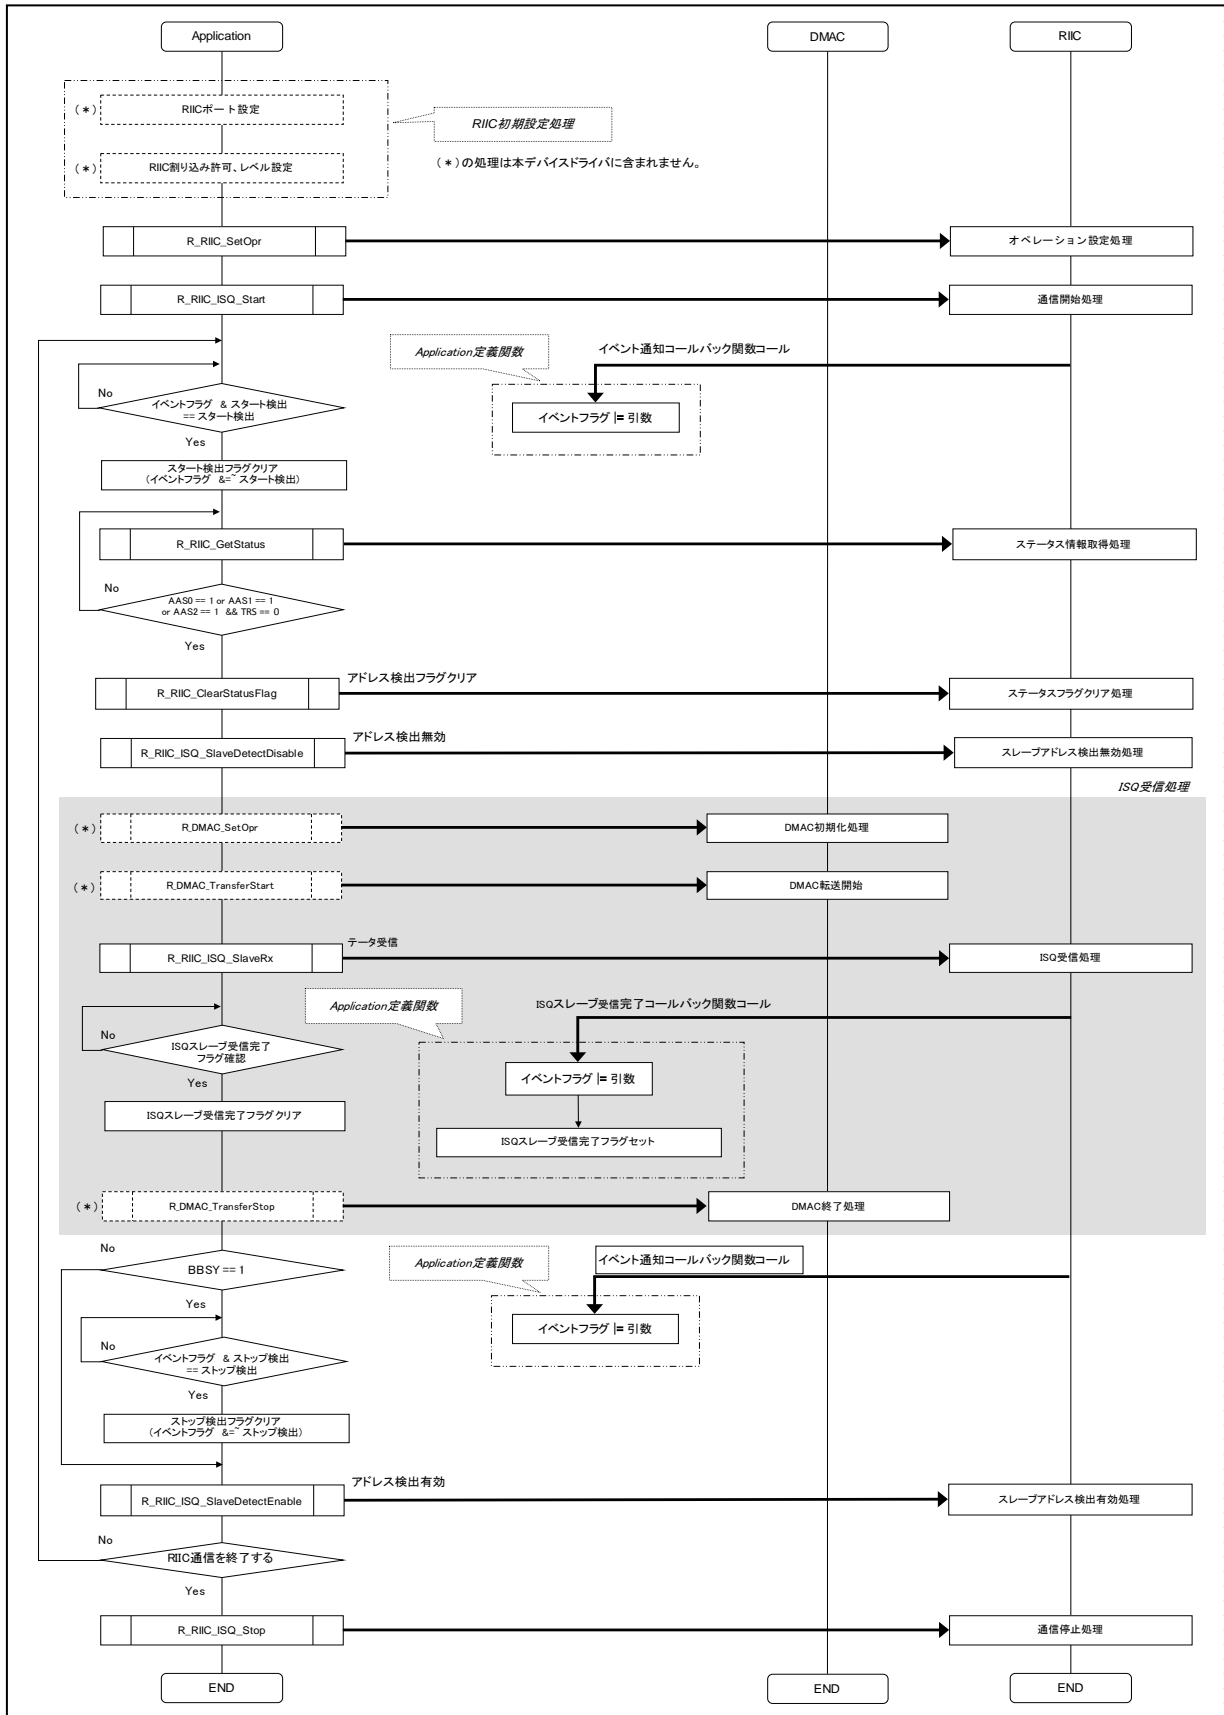 Application
DMAC
RIIC
(*)
RIICポート設定
RIIC初期設定処理
(*)
RIIC割り込み許可、レベル設定
(*)の処理は本デバイスドライバに含まれません。
R_RIIC_SetOpr
オペレーション設定処理
R_RIIC_ISQ_Start
通信開始処理
Application定義関数
イベント通知コールバック関数コール
No
イベントフラグ & スタート検出
== スタート検出
イベントフラグ |= 引数
Yes
スタート検出フラグクリア
(イベントフラグ &=~ スタート検出)
R_RIIC_GetStatus
ステータス情報取得処理
No
AAS0 == 1 or AAS1 == 1
or AAS2 == 1 && TRS == 0
Yes
アドレス検出フラグクリア
R_RIIC_ClearStatusFlag
ステータスフラグクリア処理
アドレス検出無効
R_RIIC_ISQ_SlaveDetectDisable
スレーブアドレス検出無効処理
ISQ受信処理
(*)
R_DMAC_SetOpr
DMAC初期化処理
(*)
R_DMAC_TransferStart
DMAC転送開始
テータ受信
R_RIIC_ISQ_SlaveRx
ISQ受信処理
Application定義関数
ISQスレーブ受信完了コールバック関数コール
No
ISQスレーブ受信完了
フラグ確認
イベントフラグ |= 引数
Yes
ISQスレーブ受信完了フラグクリア
ISQスレーブ受信完了フラグセット
(*)
R_DMAC_TransferStop
DMAC終了処理
No
BBSY == 1
Application定義関数
イベント通知コールバック関数コール
Yes
イベントフラグ |= 引数
No
イベントフラグ & ストップ検出
== ストップ検出
Yes
ストップ検出フラグクリア
(イベントフラグ &=~ ストップ検出)
アドレス検出有効
R_RIIC_ISQ_SlaveDetectEnable
スレーブアドレス検出有効処理
No
RIIC通信を終了する
Yes
R_RIIC_ISQ_Stop
通信停止処理
END
END
END